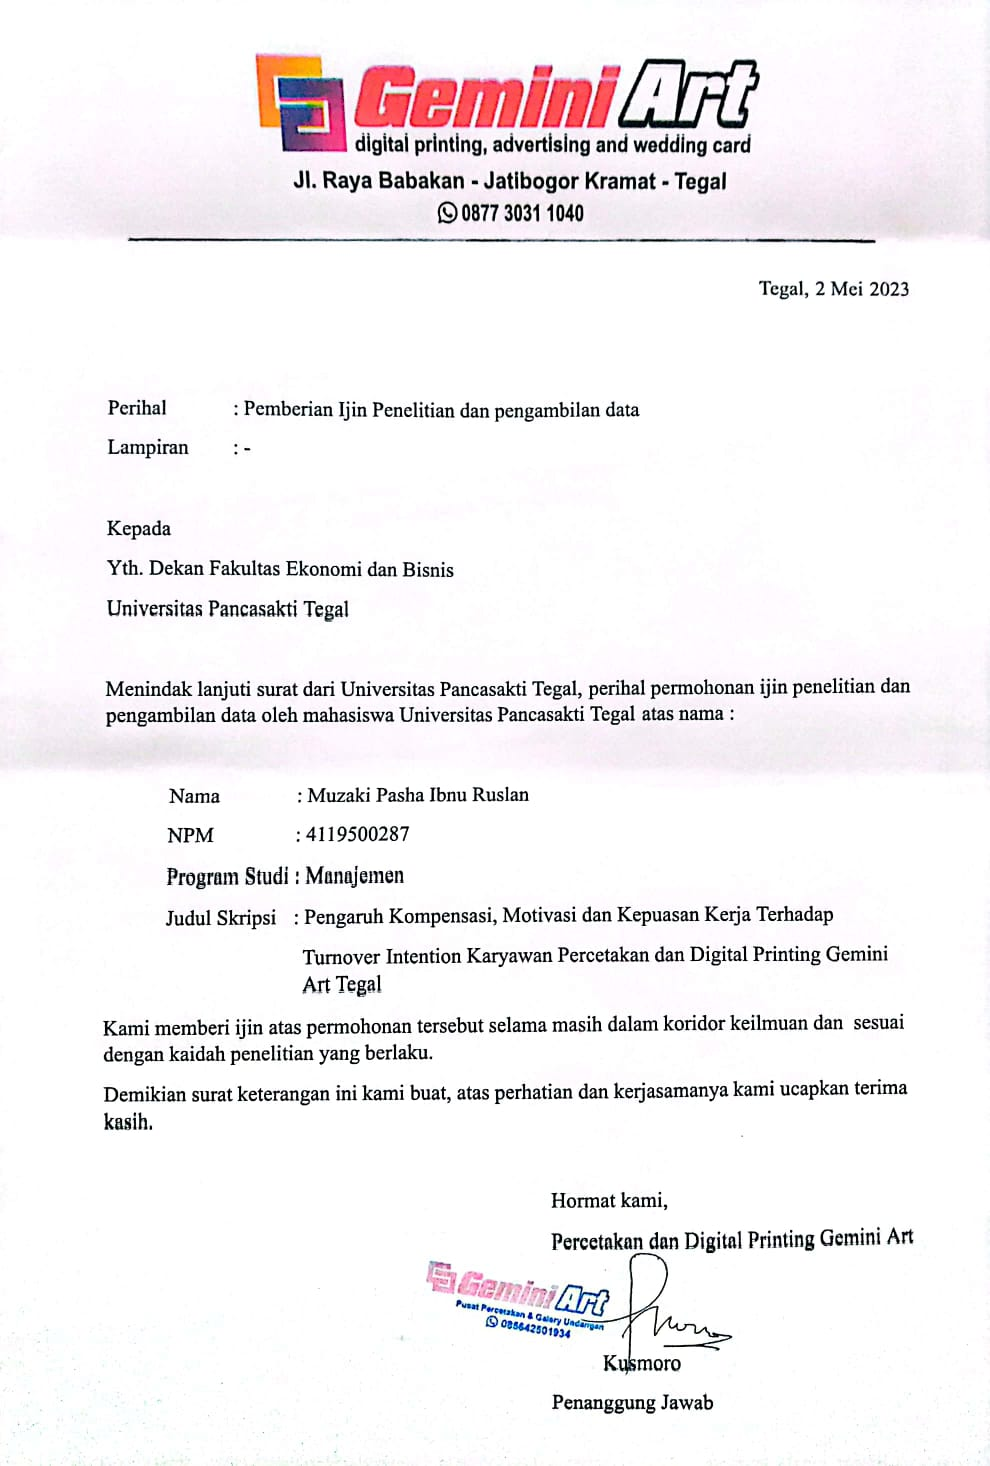 Gemini Art
digital printing, advertising and wedding card
Jl. Raya Babakan - Jatibogor Kramat - Tegal
0877 3031 1040
Tegal, 2 Mei 2023
Perihal : Pemberian Ijin Penelitian dan pengambilan data
Lampiran : -
Kepada
Yth. Dekan Fakultas Ekonomi dan Bisnis
Universitas Pancasakti Tegal
Menindak lanjuti surat dari Universitas Pancasakti Tegal, perihal permohonan ijin penelitian dan
pengambilan data oleh mahasiswa Universitas Pancasakti Tegal atas nama :
Nama : Muzaki Pasha Ibnu Ruslan
NPM : 4119500287
Program Studi : Manajemen
Judul Skripsi : Pengaruh Kompensasi, Motivasi dan Kepuasan Kerja Terhadap
Turnover Intention Karyawan Percetakan dan Digital Printing Gemini
Art Tegal
Kami memberi ijin atas permohonan tersebut selama masih dalam koridor keilmuan dan sesuai
dengan kaidah penelitian yang berlaku.
Demikian surat keterangan ini kami buat, atas perhatian dan kerjasamanya kami ucapkan terima
kasih.
Hormat kami,
Percetakan dan Digital Printing Gemini Art
Gemini Art
Pusat Percetakan & Galery Undangan
085642501934
Kusmoro
Penanggung Jawab